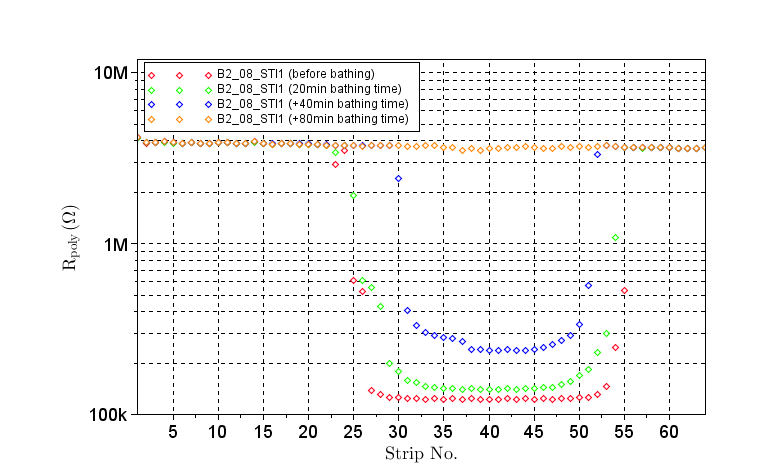 10M
B2_08_STI1 (before bathing)
B2_08_STI1 (20min bathing time)
B2_08_STI1 (+40min bathing time)
B2_08_STI1 (+80min bathing time)
1M
R_poly (Ω)
100k
5 10 15 20 25 30 35 40 45 50 55 60
Strip No.